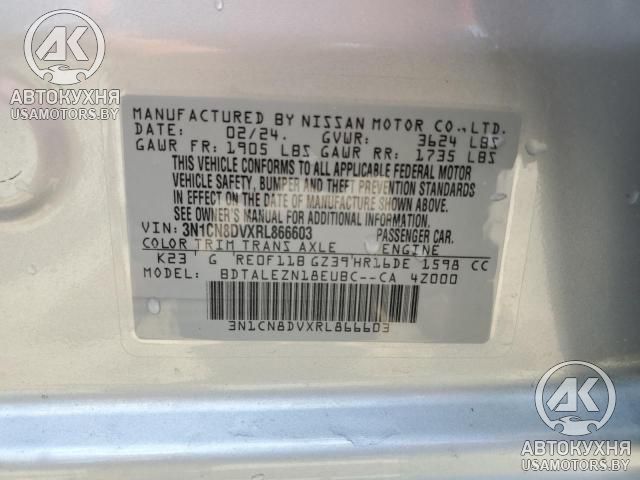 АК
АВТОКУХНЯ
USAMOTORS.BY
MANUFACTURED BY NISSAN MOTOR CO.,LTD.
DATE: 02/24. GVWR: 3624 LBS
GAWR FR: 1905 LBS GAWR RR: 1735 LBS
THIS VEHICLE CONFORMS TO ALL APPLICABLE FEDERAL MOTOR
VEHICLE SAFETY, BUMPER AND THEFT PREVENTION STANDARDS
IN EFFECT ON THE DATE OF MANUFACTURE SHOWN ABOVE.
SEE OWNER'S MANUAL FOR ADDITIONAL INFORMATION
VIN: 3N1CN8DVXRL866603 PASSENGER CAR.
COLOR TRIM TRANS AXLE ENGINE
K23 G RE0F11B GZ39 HR16DE 1598 CC
MODEL: BDTALEZN18EUBC--CA 4Z000
3N1CN8DVXRL866603
АК
АВТОКУХНЯ
USAMOTORS.BY